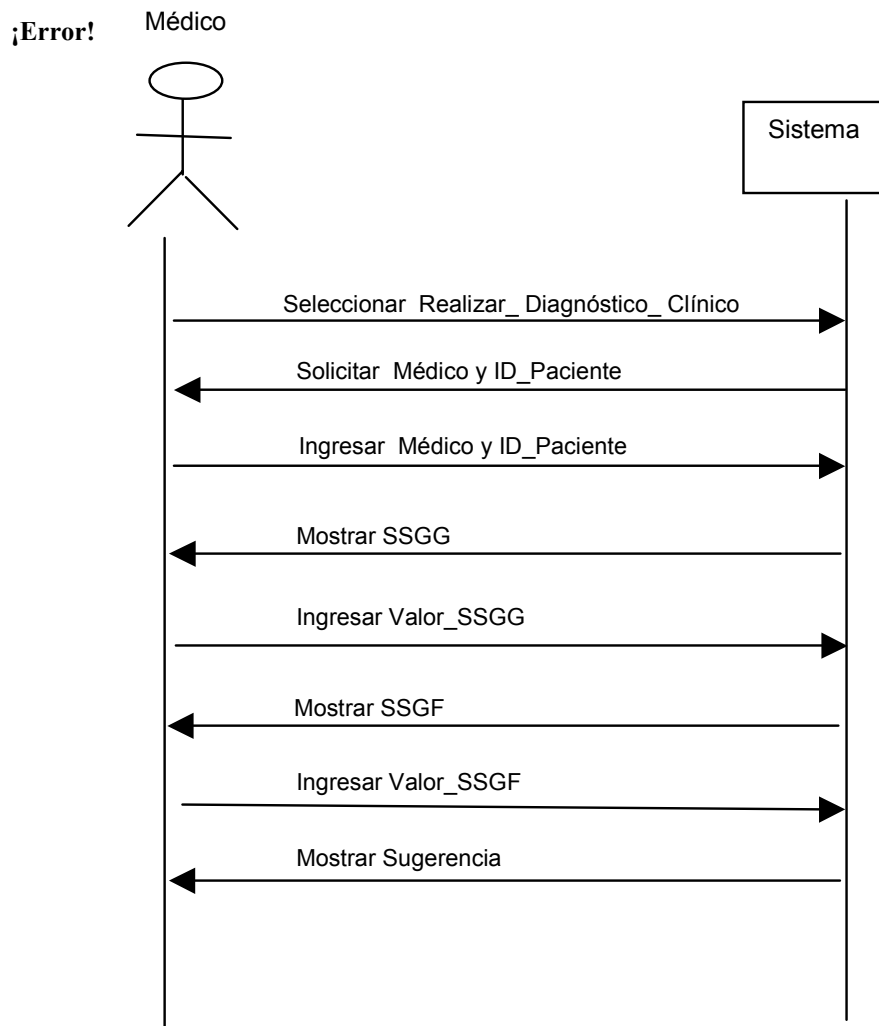 ¡Error!
Médico
Sistema
Seleccionar Realizar_ Diagnóstico_ Clínico
Solicitar Médico y ID_Paciente
Ingresar Médico y ID_Paciente
Mostrar SSGG
Ingresar Valor_SSGG
Mostrar SSGF
Ingresar Valor_SSGF
Mostrar Sugerencia